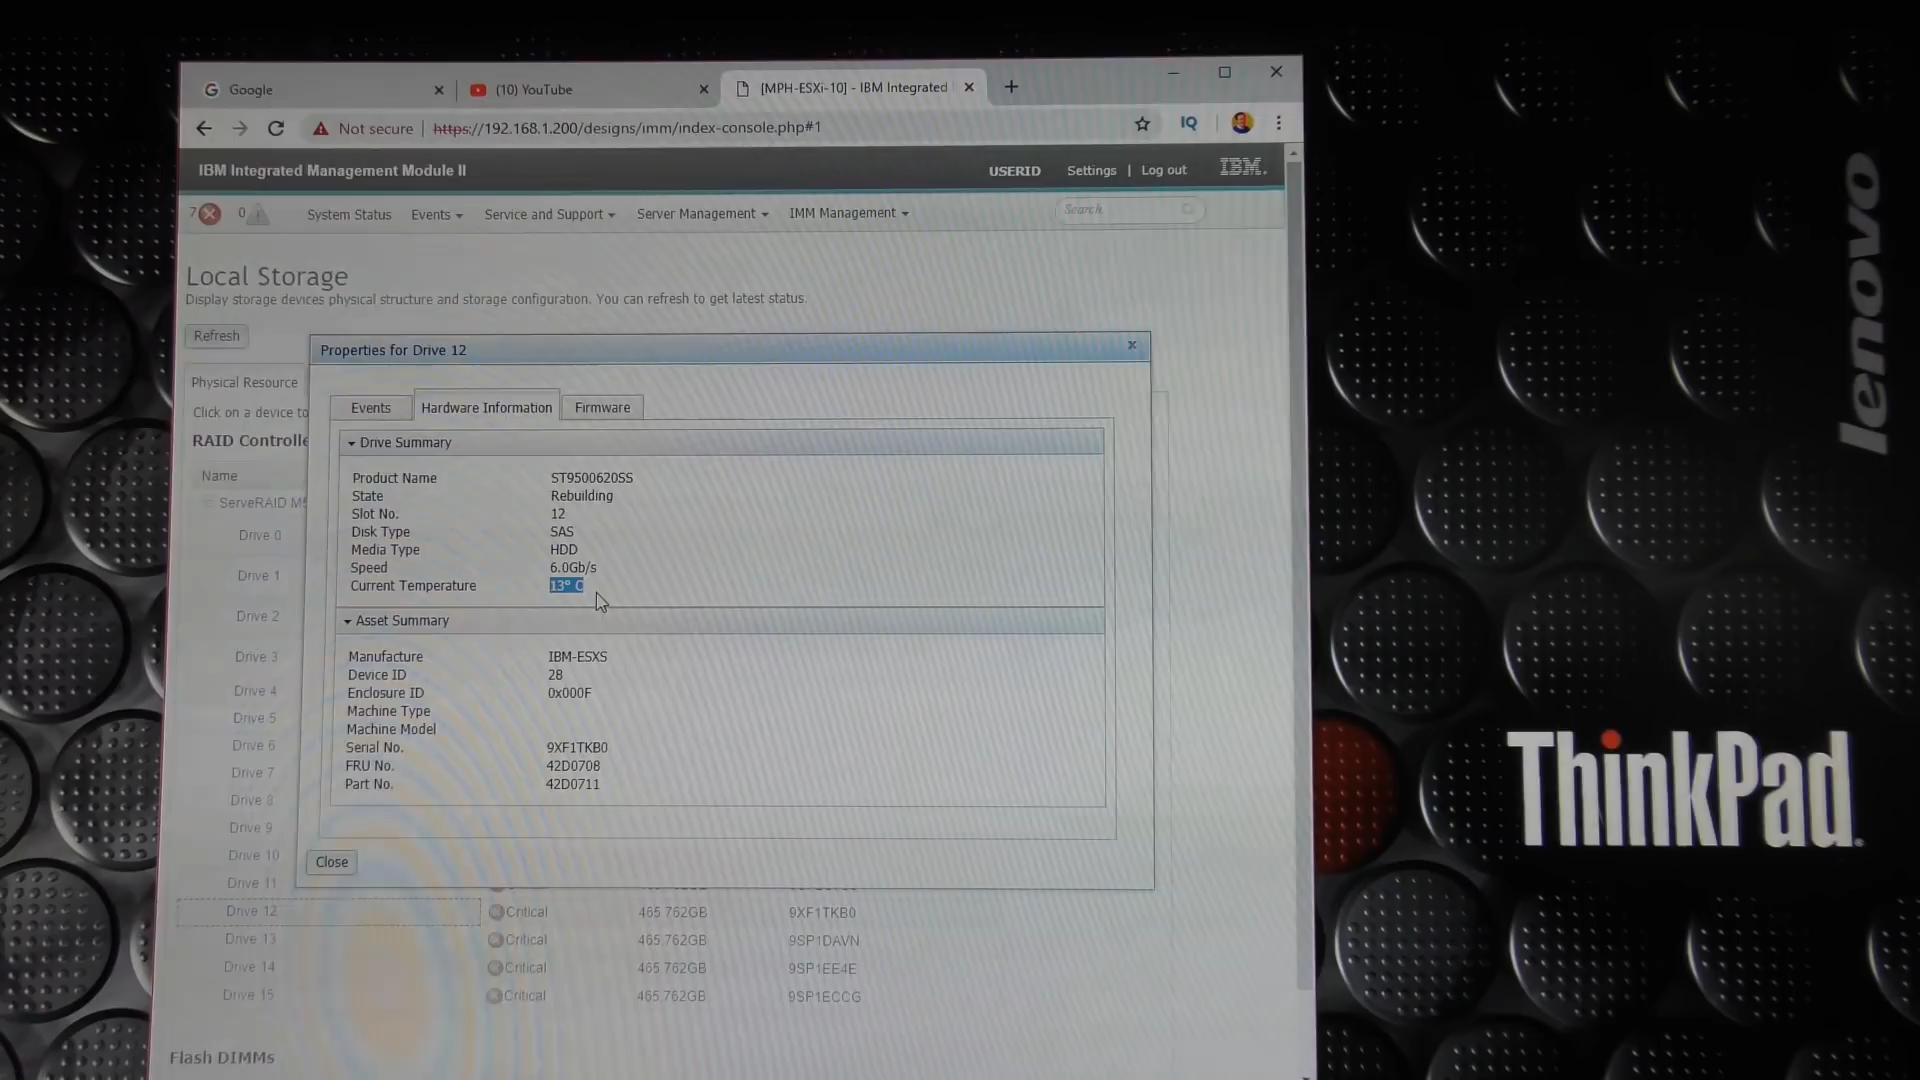 Google
(10) YouTube
[MPH-ESXi-10] - IBM Integrated
Not secure | https://192.168.1.200/designs/imm/index-console.php#1
IQ
IBM Integrated Management Module II
USERID Settings | Log out IBM.
7 0 System Status Events Service and Support Server Management IMM Management Search
Local Storage
Display storage devices physical structure and storage configuration. You can refresh to get latest status.
Refresh
Properties for Drive 12 x
Physical Resource
Events Hardware Information Firmware
Click on a device to
RAID Controlle
Drive Summary
Name
Product Name ST9500620SS
State Rebuilding
ServeRAID M5
Slot No. 12
Disk Type SAS
Drive 0
Media Type HDD
Speed 6.0Gb/s
Drive 1
Current Temperature 13° C
Drive 2
Asset Summary
Drive 3
Manufacture IBM-ESXS
Device ID 28
Drive 4
Enclosure ID 0x000F
Machine Type
Drive 5
Machine Model
Drive 6
Serial No. 9XF1TKB0
FRU No. 42D0708
Drive 7
Part No. 42D0711
Drive 8
Drive 9
Drive 10
Close
Drive 11
Drive 12 Critical 465.762GB 9XF1TKB0
Drive 13 Critical 465.762GB 9SP1DAVN
Drive 14 Critical 465.762GB 9SP1EE4E
Drive 15 Critical 465.762GB 9SP1ECCG
Flash DIMMs
lenovo
ThinkPad